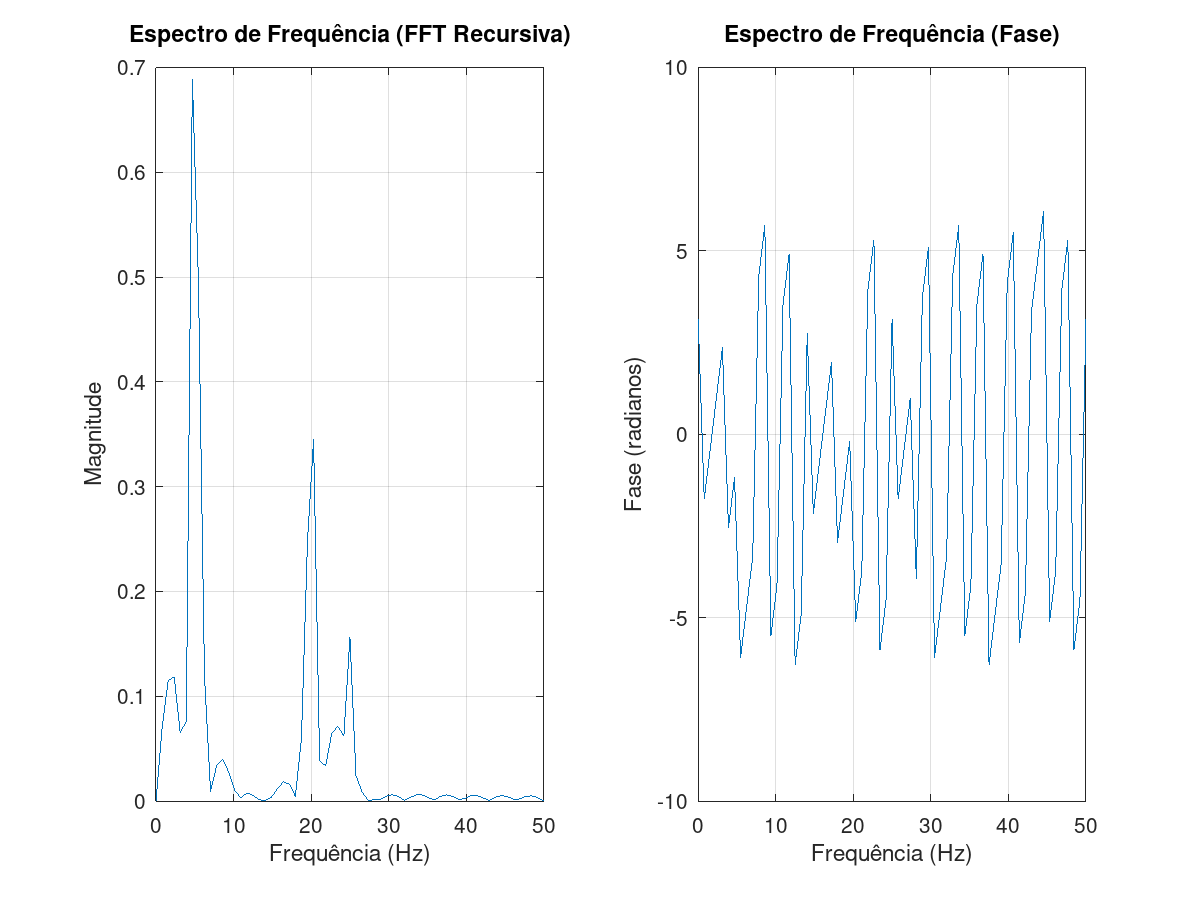 Espectro de Frequência (FFT Recursiva)
0.7
0.6
0.5
0.4
0.3
0.2
0.1
0
Magnitude
0 10 20 30 40 50
Frequência (Hz)
Espectro de Frequência (Fase)
10
5
0
-5
-10
Fase (radianos)
0 10 20 30 40 50
Frequência (Hz)